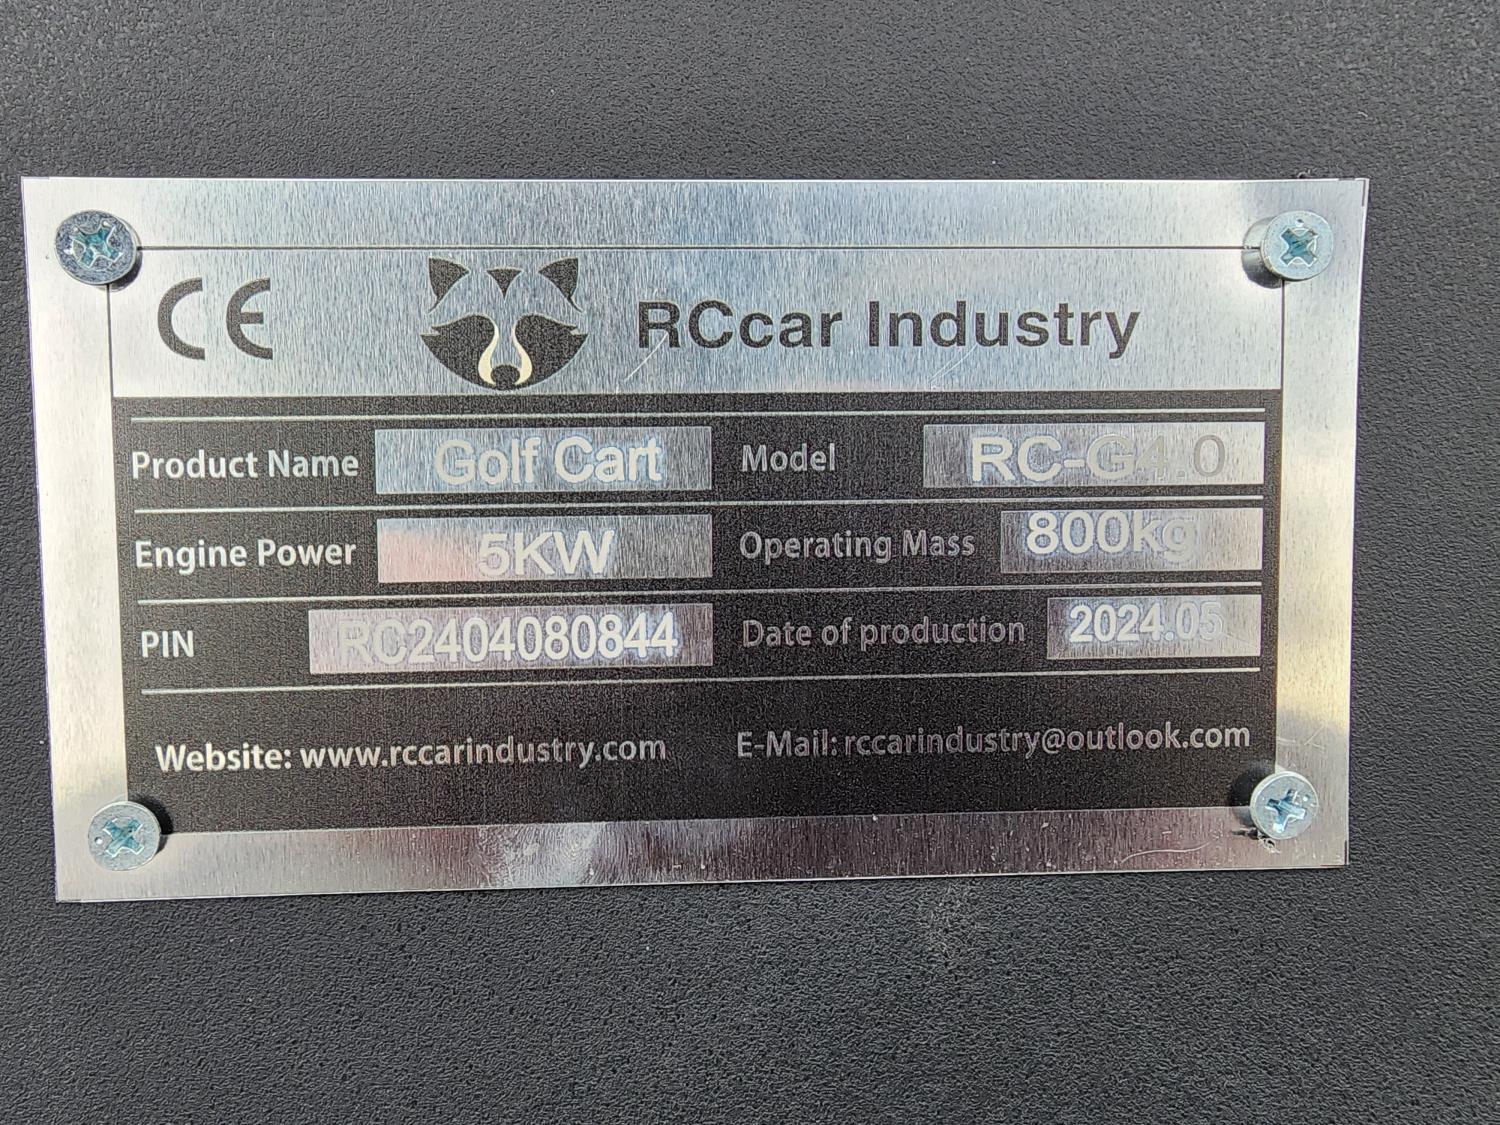 CE RCcar Industry
Product Name Golf Cart Model RC-G4.0
Engine Power 5KW Operating Mass 800kg
PIN RC2404080844 Date of production 2024.05
Website: www.rccarindustry.com E-Mail: rccarindustry@outlook.com